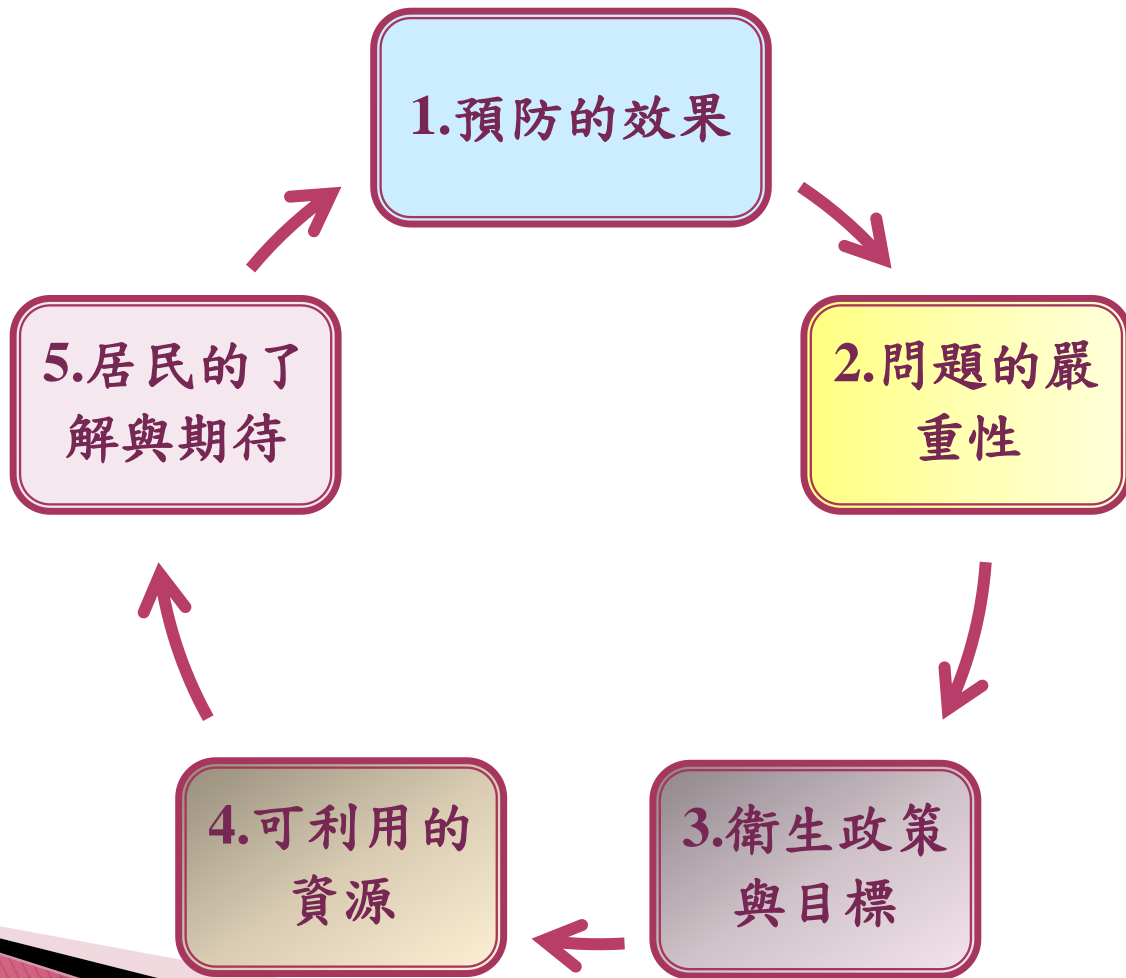 1.預防的效果
2.問題的嚴
重性
3.衛生政策
與目標
4.可利用的
資源
5.居民的了
解與期待